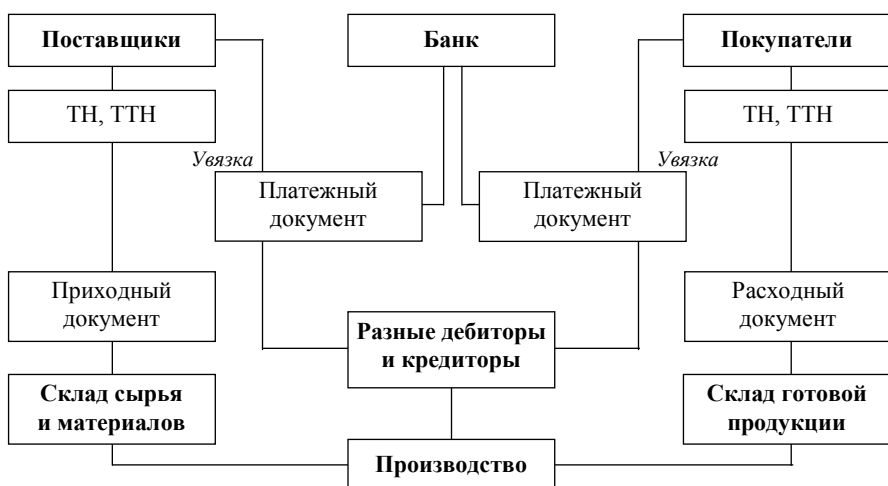 Поставщики
Банк
Покупатели
ТН, ТТН
ТН, ТТН
Увязка
Увязка
Платежный
документ
Платежный
документ
Приходный
документ
Расходный
документ
Разные дебиторы
и кредиторы
Склад сырья
и материалов
Склад готовой
продукции
Производство